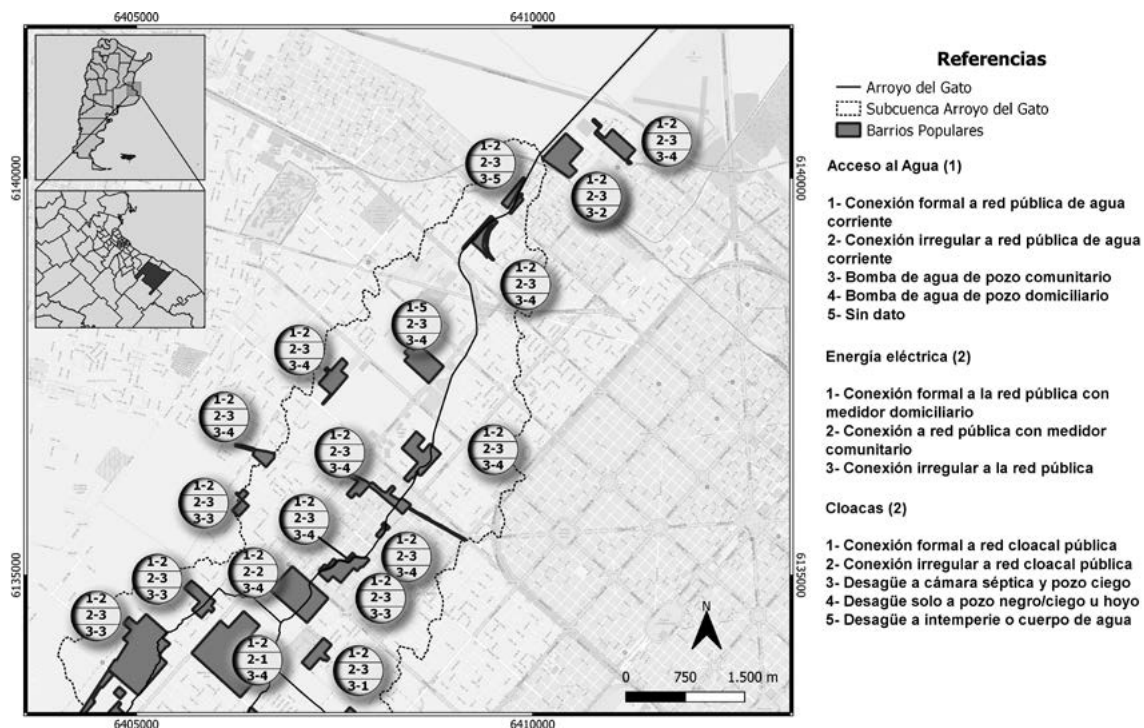 6405000
6410000
6140000
6140000
6135000
6135000
6405000
6410000
1-2
2-3
3-4
1-2
2-3
3-5
1-2
2-3
3-2
1-2
2-3
3-4
1-5
2-3
3-4
1-2
2-3
3-4
1-2
2-3
3-4
1-2
2-3
3-4
1-2
2-3
3-4
1-2
2-3
3-3
1-2
2-3
3-4
1-2
2-3
3-4
1-2
2-2
3-4
1-2
2-3
3-3
1-2
2-3
3-3
1-2
2-3
3-3
1-2
2-1
3-4
1-2
2-3
3-1
N
0 750 1.500 m
Referencias
Arroyo del Gato
Subcuenca Arroyo del Gato
Barrios Populares
Acceso al Agua (1)
1- Conexión formal a red pública de agua
corriente
2- Conexión irregular a red pública de agua
corriente
3- Bomba de agua de pozo comunitario
4- Bomba de agua de pozo domiciliario
5- Sin dato
Energía eléctrica (2)
1- Conexión formal a la red pública con
medidor domiciliario
2- Conexión a red pública con medidor
comunitario
3- Conexión irregular a la red pública
Cloacas (2)
1- Conexión formal a red cloacal pública
2- Conexión irregular a red cloacal pública
3- Desagüe a cámara séptica y pozo ciego
4- Desagüe solo a pozo negro/ciego u hoyo
5- Desagüe a intemperie o cuerpo de agua